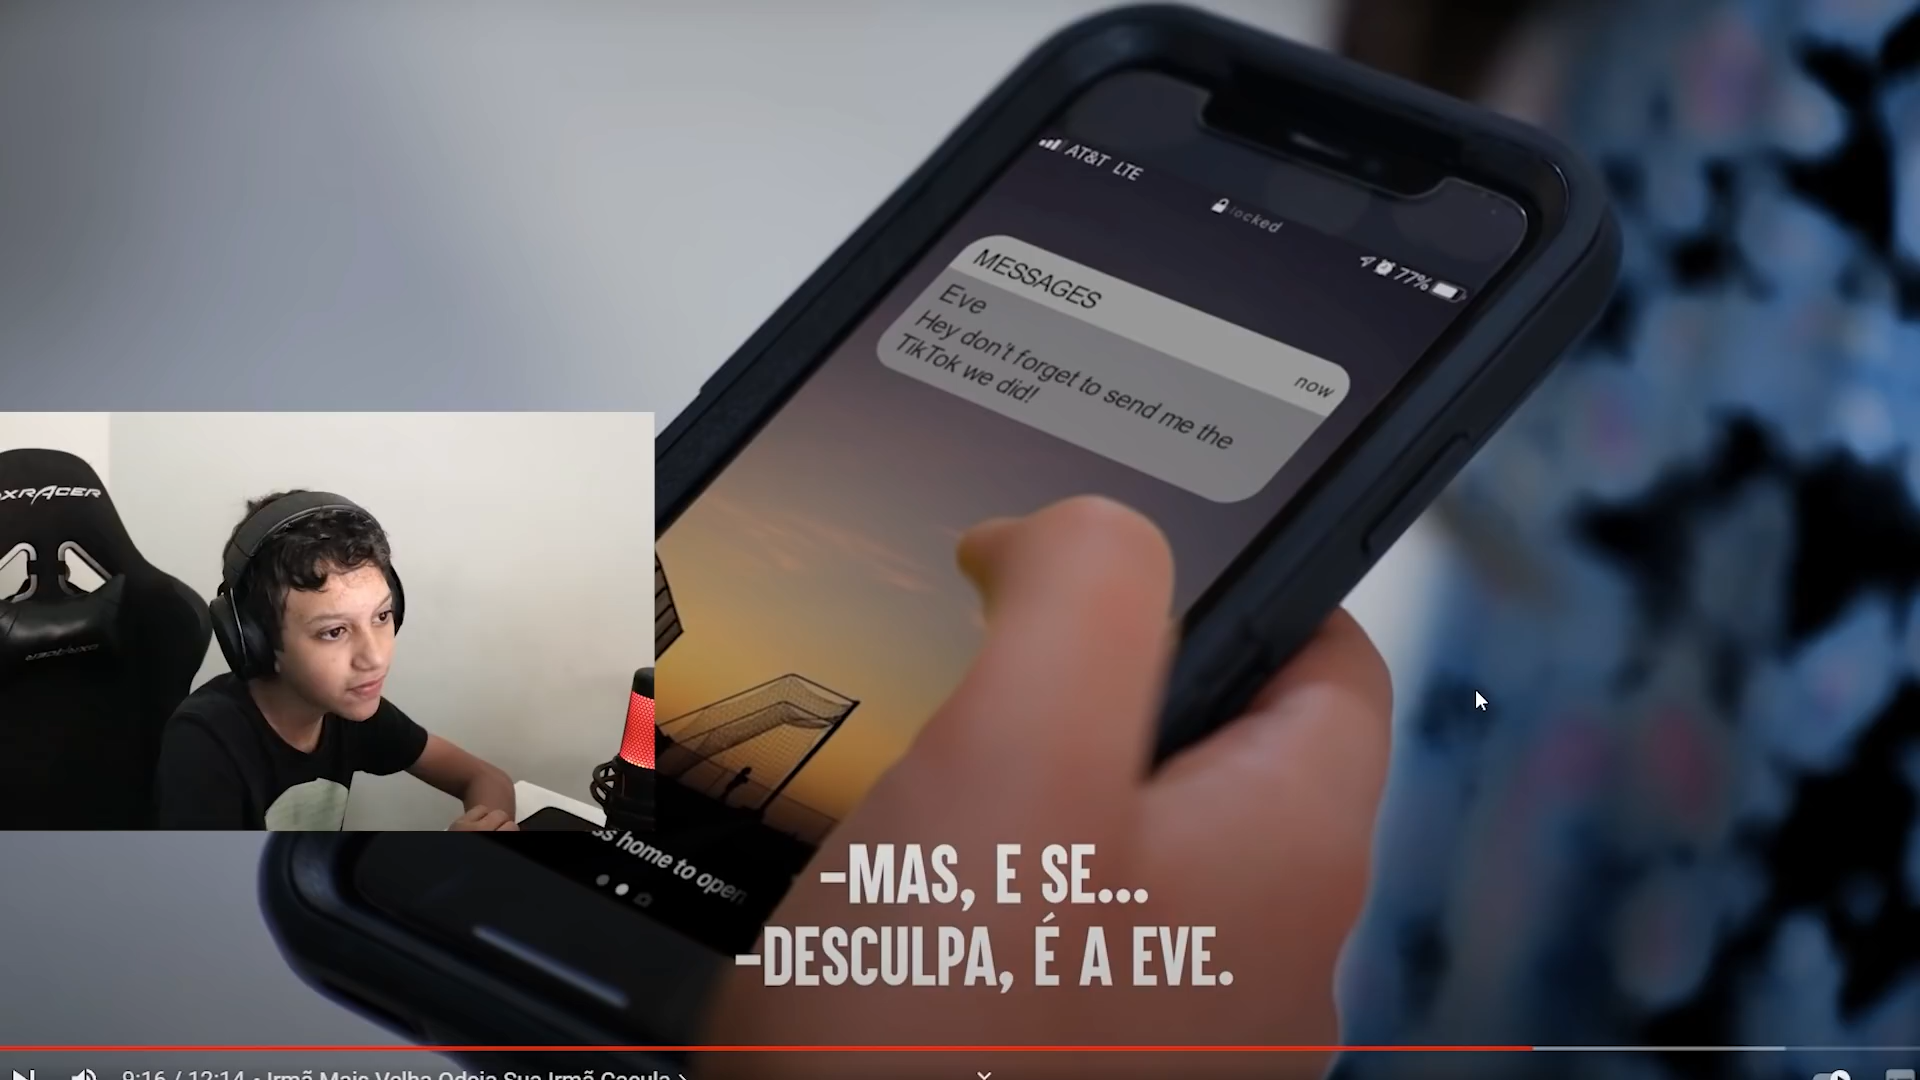 AT&T LTE
locked
77%
MESSAGES
Eve
now
Hey don't forget to send me the
TikTok we did!
XRACER
home to open
-MAS, E SE...
-DESCULPA, É A EVE.
9:16 / 12:14 • Irmã Mais Velha Odeia Sua Irmã Caçula